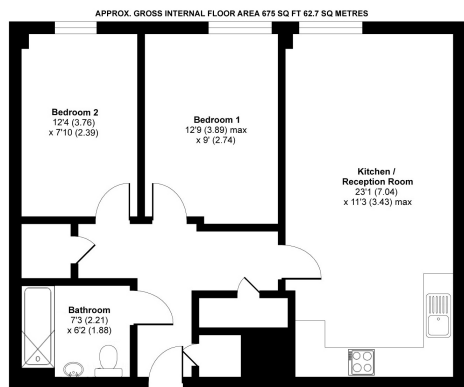 APPROX. GROSS INTERNAL FLOOR AREA 675 SQ FT 62.7 SQ METRES
Bedroom 2
12'4 (3.76)
x 7'10 (2.39)
Bedroom 1
12'9 (3.89) max
x 9' (2.74)
Kitchen /
Reception Room
23'1 (7.04)
x 11'3 (3.43) max
Bathroom
7'3 (2.21)
x 6'2 (1.88)